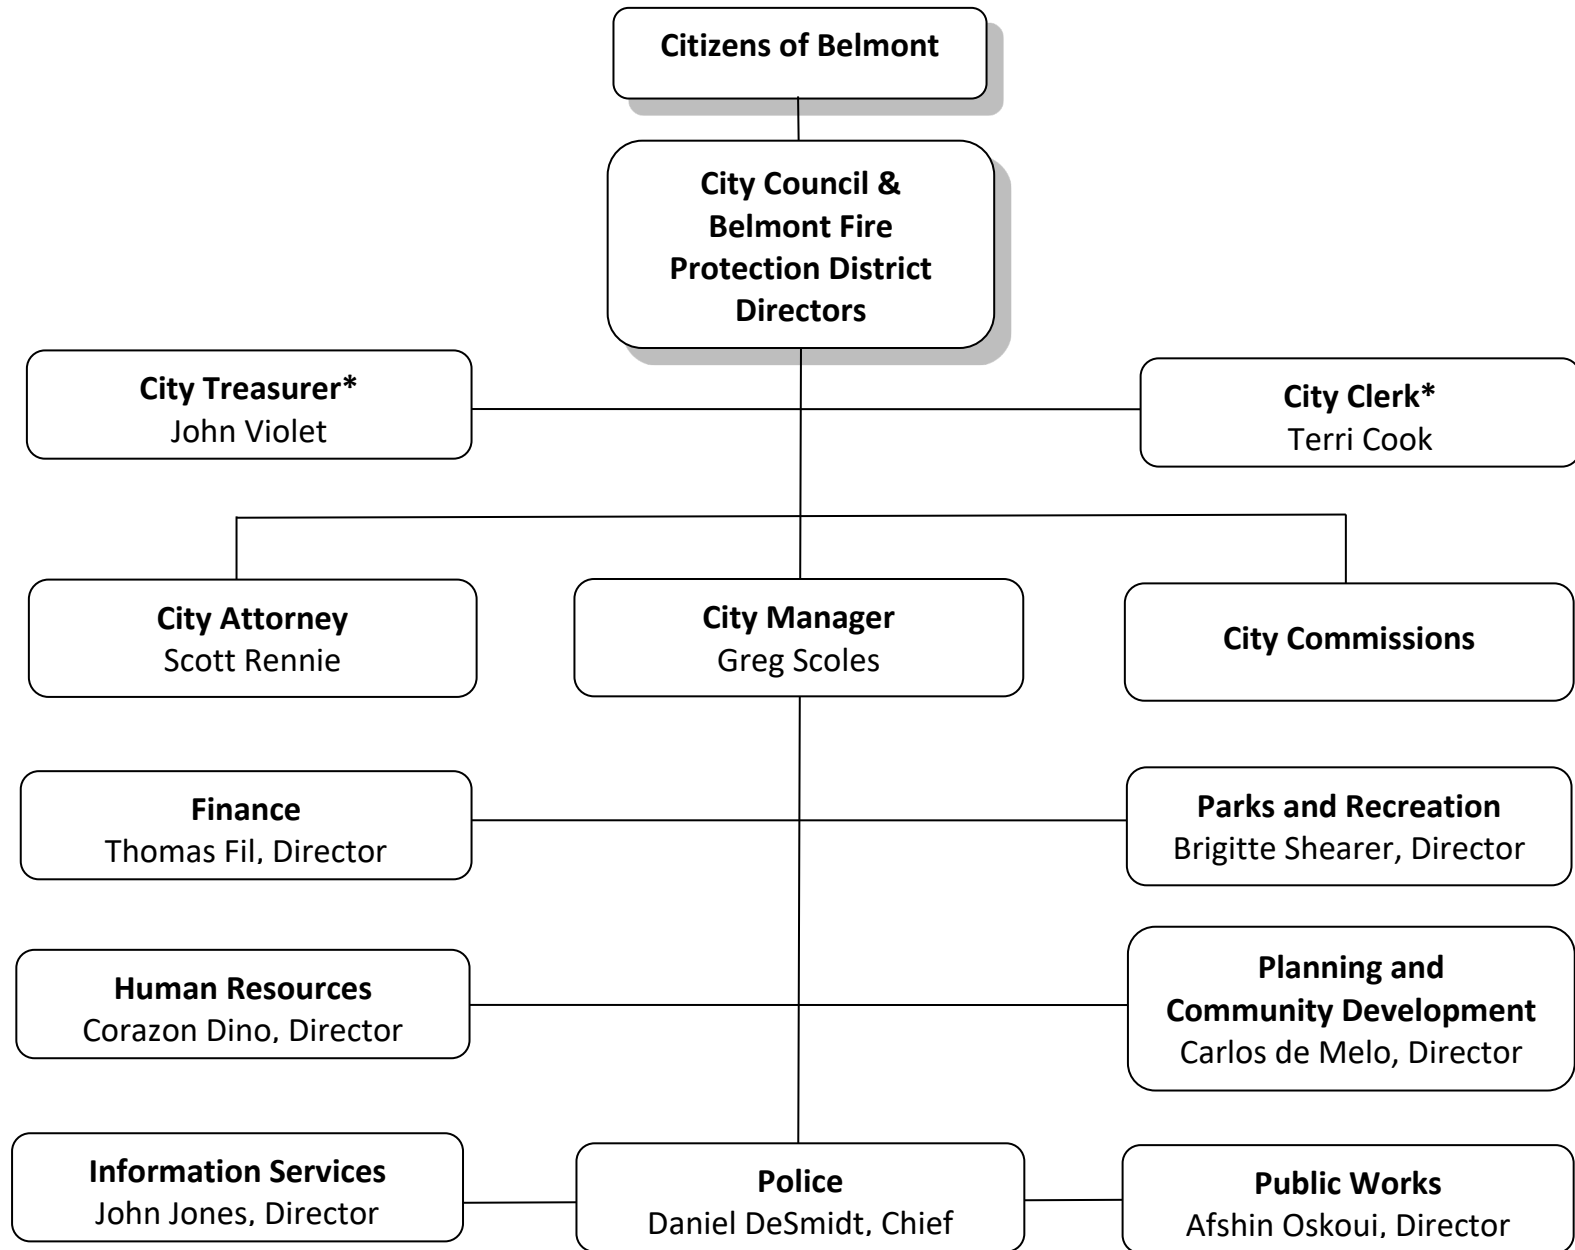 Citizens of Belmont
City Council &
Belmont Fire
Protection District
Directors
City Treasurer*
John Violet
City Clerk*
Terri Cook
City Attorney
Scott Rennie
City Manager
Greg Scoles
City Commissions
Finance
Thomas Fil, Director
Parks and Recreation
Brigitte Shearer, Director
Human Resources
Corazon Dino, Director
Planning and
Community Development
Carlos de Melo, Director
Information Services
John Jones, Director
Police
Daniel DeSmidt, Chief
Public Works
Afshin Oskoui, Director